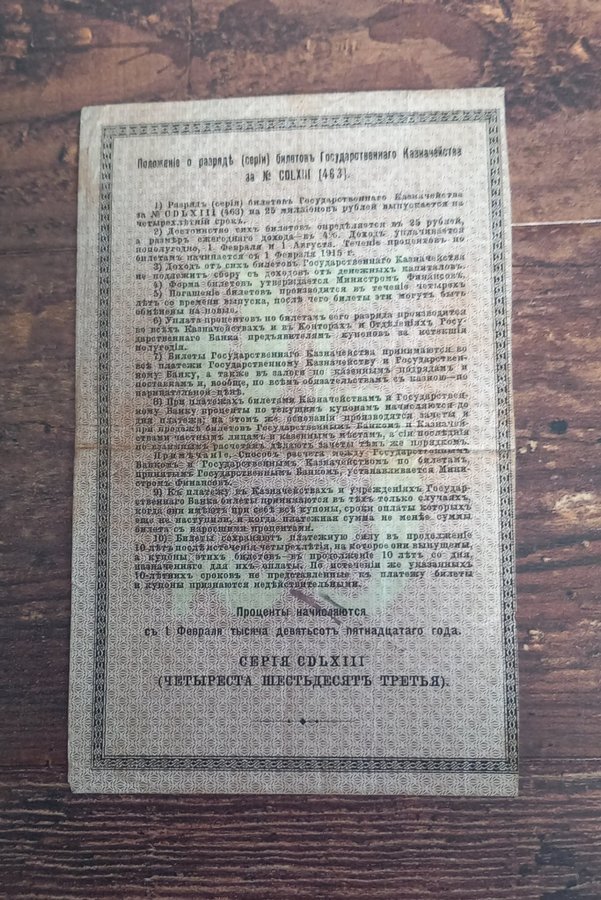 Положеніе о разрядѣ (серіи) билетовъ Государственнаго Казначейства
за № CDLXIII (463).
1) Разрядъ (серія) билетовъ Государственнаго Казначейства
за № CDLXIII (463) на 25 милліоновъ рублей выпускается на
четырехлѣтній срокъ.
2) Достоинство сихъ билетовъ опредѣляется въ 25 рублей,
а размѣръ ежегоднаго дохода въ 4%. Доходъ уплачивается
пополугодно, 1 Февраля и 1 Августа. Теченіе процентовъ по
билетамъ начинается съ 1 Февраля 1915 г.
3) Доходъ отъ сихъ билетовъ Государственнаго Казначейства
не подлежитъ сбору съ доходовъ отъ денежныхъ капиталовъ.
4) Форма билетовъ утверждается Министромъ Финансовъ.
5) Погашеніе билетовъ производится въ теченіе четырехъ
лѣтъ со времени выпуска, послѣ чего билеты эти могутъ быть
обмѣнены на новые.
6) Уплата процентовъ по билетамъ сего разряда производится
во всѣхъ Казначействахъ и въ Конторахъ и Отдѣленіяхъ Госу-
дарственнаго Банка предъявителямъ купоновъ за истекшія
полугодія.
7) Билеты Государственнаго Казначейства принимаются во
всѣ платежи Государственному Казначейству и Государствен-
ному Банку, а также въ залоги по казеннымъ подрядамъ и
поставкамъ и, вообще, по всѣмъ обязательствамъ съ казною—по
нарицательной цѣнѣ.
8) При платежахъ билетами Казначействамъ и Государствен-
ному Банку проценты по текущимъ купонамъ начисляются до
дня платежа; на этомъ же основаніи производятся зачеты и
при продажѣ билетовъ Государственнымъ Банкомъ и Казначей-
ствами частнымъ лицамъ и казеннымъ мѣстамъ, а сіи послѣднія
во взаимныхъ расчетахъ дѣлаютъ зачеты тѣмъ же порядкомъ.
Примѣчаніе. Способъ расчета между Государственнымъ
Банкомъ и Государственнымъ Казначействомъ по билетамъ,
принятымъ Государственнымъ Банкомъ, устанавливается Мини-
стромъ Финансовъ.
9) Къ платежу въ Казначействахъ и учрежденіяхъ Государ-
ственнаго Банка билеты принимаются въ тѣхъ только случаяхъ,
когда они имѣютъ при себѣ всѣ купоны, сроки оплаты которыхъ
еще не наступили, и когда платежная сумма не менѣе суммы
билета съ наросшими процентами.
10) Билеты сохраняютъ платежную силу въ продолженіе
10 лѣтъ послѣ истеченія четырехлѣтія, на которое они выпущены,
а купоны этихъ билетовъ въ продолженіе 10 лѣтъ со дня,
назначеннаго для ихъ оплаты. По истеченіи же указанныхъ
10-лѣтнихъ сроковъ не представленные къ платежу билеты
и купоны признаются недѣйствительными.
Проценты начисляются
съ 1 Февраля тысяча девятьсотъ пятнадцатаго года.
СЕРІЯ CDLXIII
(ЧЕТЫРЕСТА ШЕСТЬДЕСЯТЪ ТРЕТЬЯ).